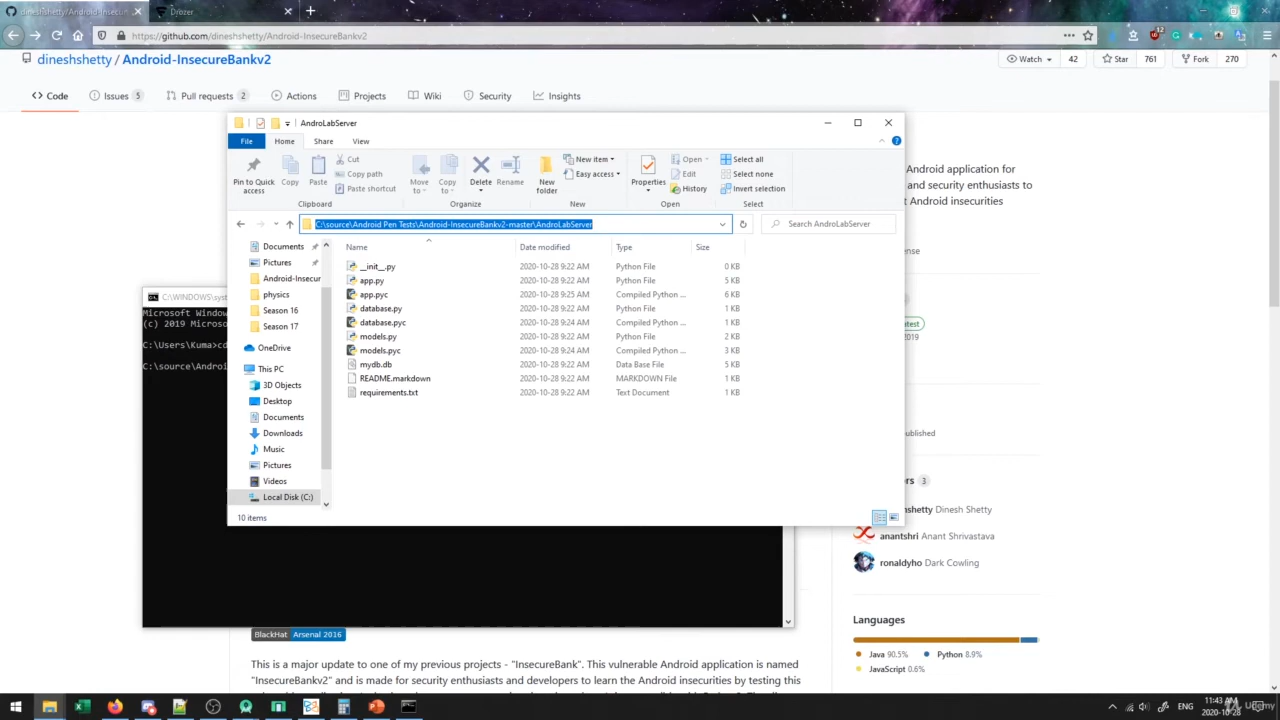 dineshshetty/Android-Insecur
Drozer
https://github.com/dineshshetty/Android-InsecureBankv2
12
dineshshetty / Android-InsecureBankv2
Watch 42 Star 761 Fork 270
Code Issues 5 Pull requests 2 Actions Projects Wiki Security Insights
AndroLabServer
File Home Share View
Pin to Quick access
Copy
Paste
Cut
Copy path
Paste shortcut
Move to
Copy to
Delete
Rename
New folder
New item
Easy access
Properties
Open
Edit
History
Select all
Select none
Invert selection
Clipboard Organize New Open Select
C:\source\Android Pen Tests\Android-InsecureBankv2-master\AndroLabServer
Search AndroLabServer
Documents
Pictures
Android-Insecur
physics
Season 16
Season 17
OneDrive
This PC
3D Objects
Desktop
Documents
Downloads
Music
Pictures
Videos
Local Disk (C:)
Name Date modified Type Size
__init__.py 2020-10-28 9:22 AM Python File 0 KB
app.py 2020-10-28 9:22 AM Python File 5 KB
app.pyc 2020-10-28 9:25 AM Compiled Python ... 6 KB
database.py 2020-10-28 9:22 AM Python File 1 KB
database.pyc 2020-10-28 9:24 AM Compiled Python ... 1 KB
models.py 2020-10-28 9:22 AM Python File 2 KB
models.pyc 2020-10-28 9:24 AM Compiled Python ... 3 KB
mydb.db 2020-10-28 9:22 AM Data Base File 5 KB
README.markdown 2020-10-28 9:22 AM MARKDOWN File 1 KB
requirements.txt 2020-10-28 9:22 AM Text Document 1 KB
10 items
C:\WINDOWS\syst
Microsoft Window
(c) 2019 Microso
C:\Users\Kuma>cd
C:\source\Androi
Android application for
and security enthusiasts to
t Android insecurities
ense
atest
2019
published
ers 3
nshetty Dinesh Shetty
anantshri Anant Shrivastava
ronaldyho Dark Cowling
Languages
Java 90.5% Python 8.9%
JavaScript 0.6%
BlackHat Arsenal 2016
This is a major update to one of my previous projects - "InsecureBank". This vulnerable Android application is named
"InsecureBankv2" and is made for security enthusiasts and developers to learn the Android insecurities by testing this
ENG
11:43 AM
2020-10-28
Udemy